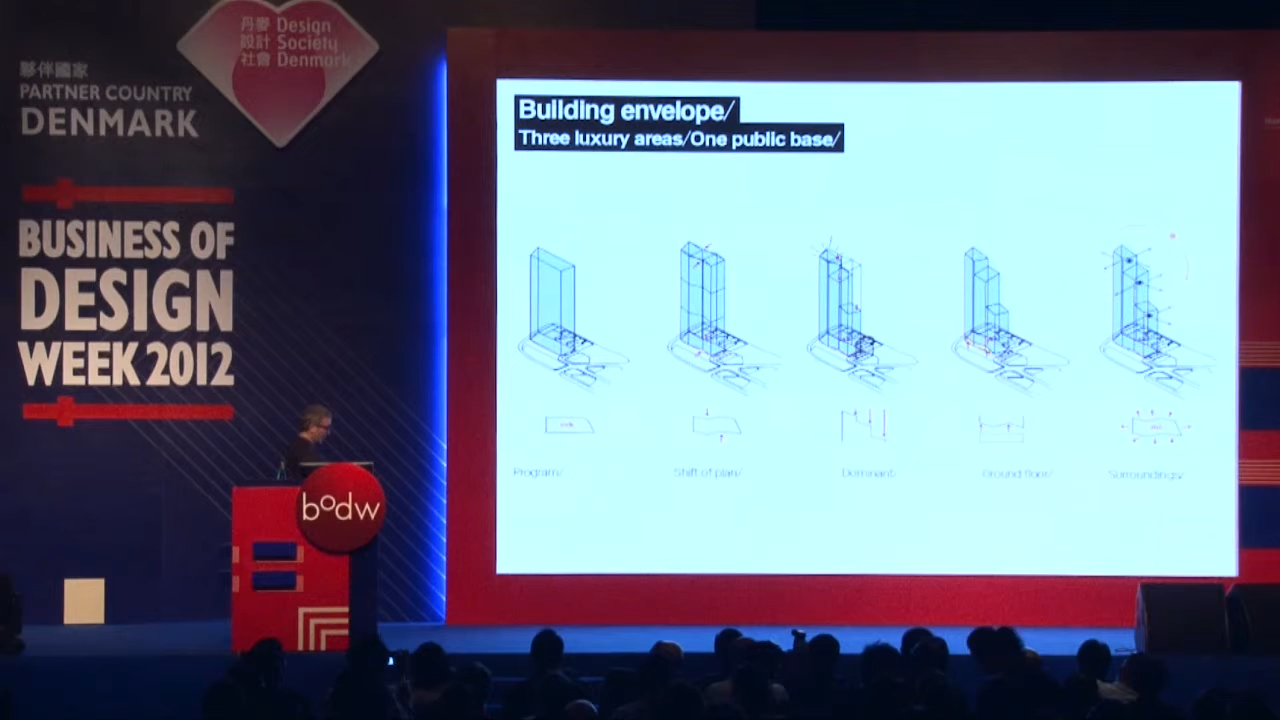 丹麥 Design
設計 Society
社會 Denmark
夥伴國家
PARTNER COUNTRY
DENMARK
BUSINESS OF
DESIGN
WEEK 2012
bodw
Building envelope/
Three luxury areas/One public base/
Program/
Shift of plan/
Dominant/
Ground floor/
Surroundings/